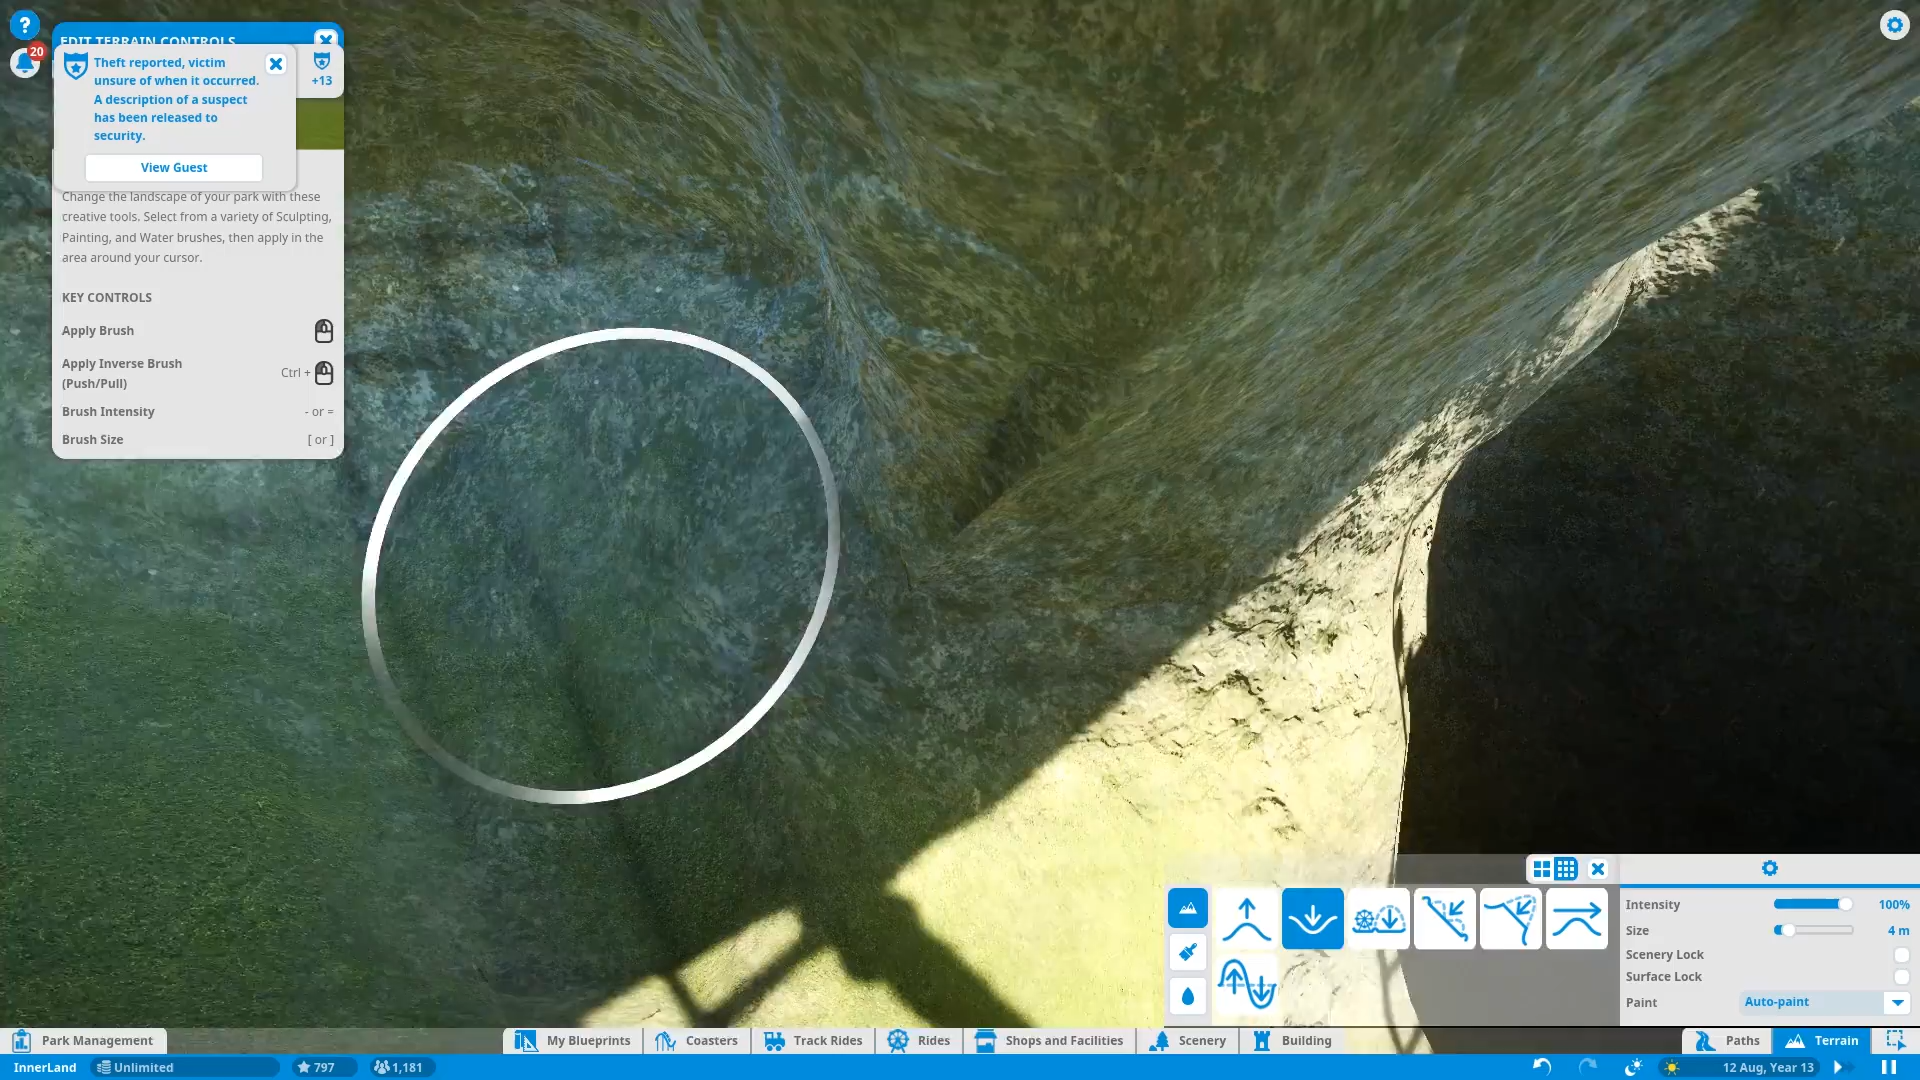 ?
20
EDIT TERRAIN CONTROLS
Theft reported, victim
unsure of when it occurred.
A description of a suspect
has been released to
security.
+13
View Guest
Change the landscape of your park with these
creative tools. Select from a variety of Sculpting,
Painting, and Water brushes, then apply in the
area around your cursor.
KEY CONTROLS
Apply Brush
Apply Inverse Brush
(Push/Pull)
Ctrl +
Brush Intensity
- or =
Brush Size
[ or ]
Intensity
100%
Size
4 m
Scenery Lock
Surface Lock
Paint
Auto-paint
Park Management
My Blueprints
Coasters
Track Rides
Rides
Shops and Facilities
Scenery
Building
Paths
Terrain
InnerLand
Unlimited
797
1,181
12 Aug, Year 13